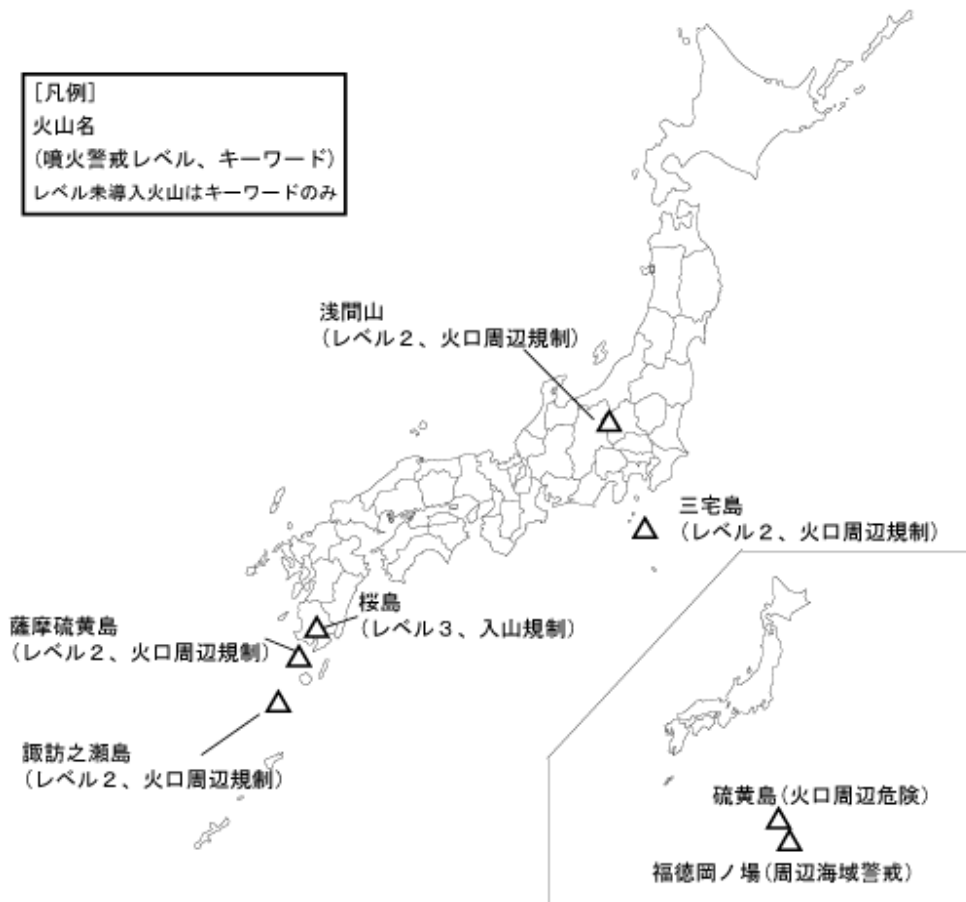 [凡例]
火山名
(噴火警戒レベル、キーワード)
レベル未導入火山はキーワードのみ
浅間山
(レベル2、火口周辺規制)
三宅島
(レベル2、火口周辺規制)
桜島
(レベル3、入山規制)
薩摩硫黄島
(レベル2、火口周辺規制)
諏訪之瀬島
(レベル2、火口周辺規制)
硫黄島(火口周辺危険)
福徳岡ノ場(周辺海域警戒)